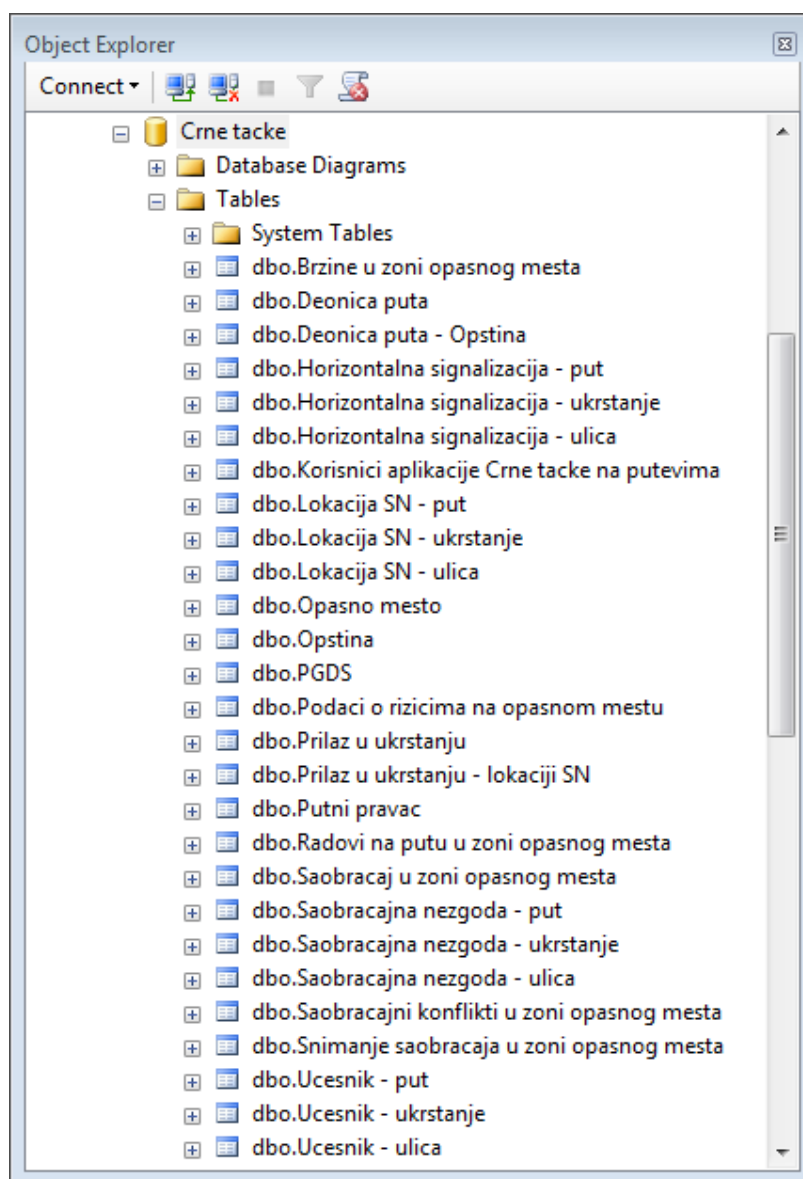 Object Explorer
Connect
Crne tacke
Database Diagrams
Tables
System Tables
dbo.Brzine u zoni opasnog mesta
dbo.Deonica puta
dbo.Deonica puta - Opstina
dbo.Horizontalna signalizacija - put
dbo.Horizontalna signalizacija - ukrstanje
dbo.Horizontalna signalizacija - ulica
dbo.Korisnici aplikacije Crne tacke na putevima
dbo.Lokacija SN - put
dbo.Lokacija SN - ukrstanje
dbo.Lokacija SN - ulica
dbo.Opasno mesto
dbo.Opstina
dbo.PGDS
dbo.Podaci o rizicima na opasnom mestu
dbo.Prilaz u ukrstanju
dbo.Prilaz u ukrstanju - lokaciji SN
dbo.Putni pravac
dbo.Radovi na putu u zoni opasnog mesta
dbo.Saobracaj u zoni opasnog mesta
dbo.Saobracajna nezgoda - put
dbo.Saobracajna nezgoda - ukrstanje
dbo.Saobracajna nezgoda - ulica
dbo.Saobracajni konflikti u zoni opasnog mesta
dbo.Snimanje saobracaja u zoni opasnog mesta
dbo.Ucesnik - put
dbo.Ucesnik - ukrstanje
dbo.Ucesnik - ulica